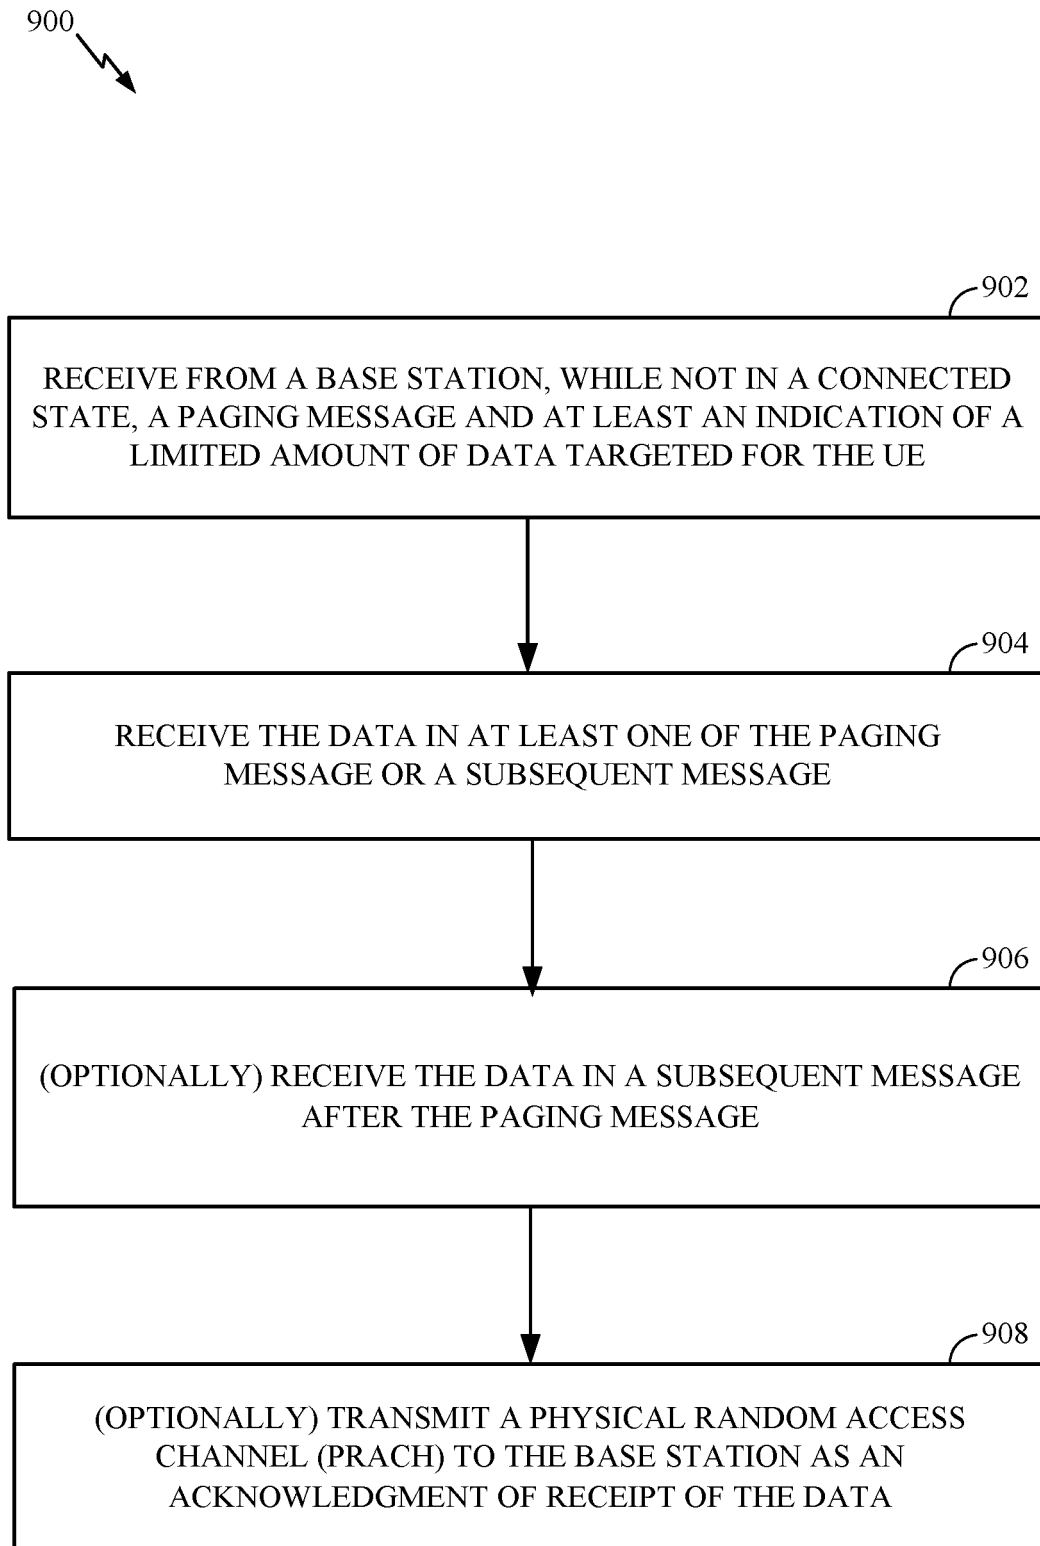 900
902
RECEIVE FROM A BASE STATION, WHILE NOT IN A CONNECTED
STATE, A PAGING MESSAGE AND AT LEAST AN INDICATION OF A
LIMITED AMOUNT OF DATA TARGETED FOR THE UE
904
RECEIVE THE DATA IN AT LEAST ONE OF THE PAGING
MESSAGE OR A SUBSEQUENT MESSAGE
906
(OPTIONALLY) RECEIVE THE DATA IN A SUBSEQUENT MESSAGE
AFTER THE PAGING MESSAGE
908
(OPTIONALLY) TRANSMIT A PHYSICAL RANDOM ACCESS
CHANNEL (PRACH) TO THE BASE STATION AS AN
ACKNOWLEDGMENT OF RECEIPT OF THE DATA